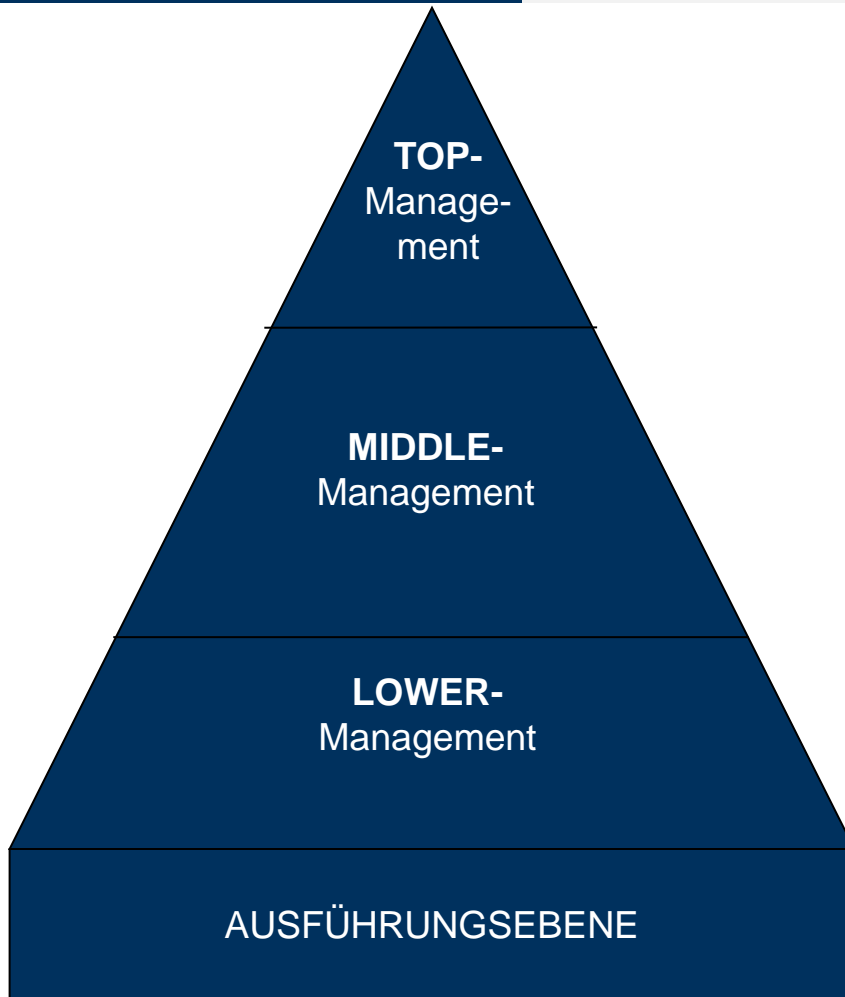 TOP-
Manage-
ment
MIDDLE-
Management
LOWER-
Management
AUSFÜHRUNGSEBENE